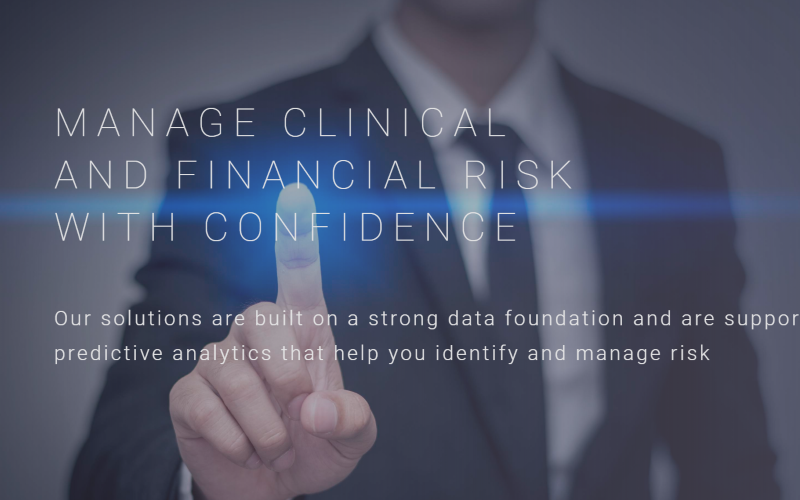 MANAGE CLINICAL
AND FINANCIAL RISK
WITH CONFIDENCE
Our solutions are built on a strong data foundation and are suppor
predictive analytics that help you identify and manage risk